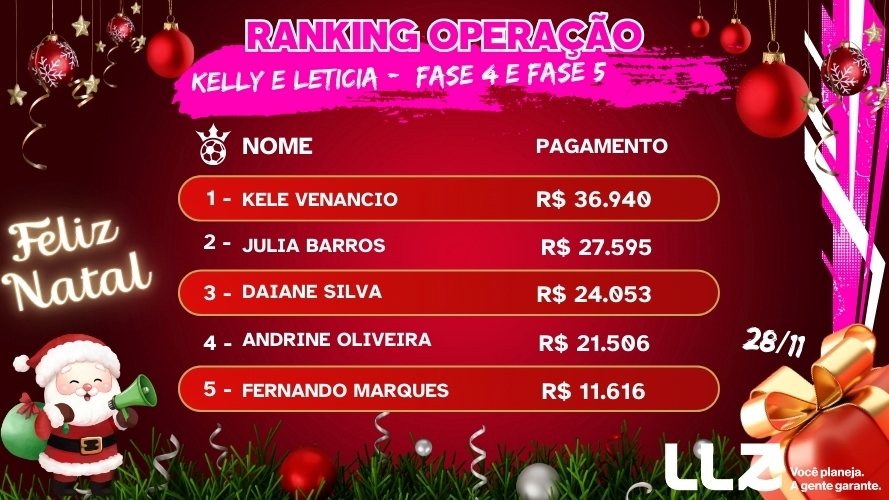 RANKING OPERAÇÃO
KELLY E LETICIA - FASE 4 E FASE 5
NOME PAGAMENTO
1 - KELE VENANCIO R$ 36.940
2 - JULIA BARROS R$ 27.595
3 - DAIANE SILVA R$ 24.053
4 - ANDRINE OLIVEIRA R$ 21.506
5 - FERNANDO MARQUES R$ 11.616
Feliz
Natal
28/11
LLZ
Você planeja.
A gente garante.